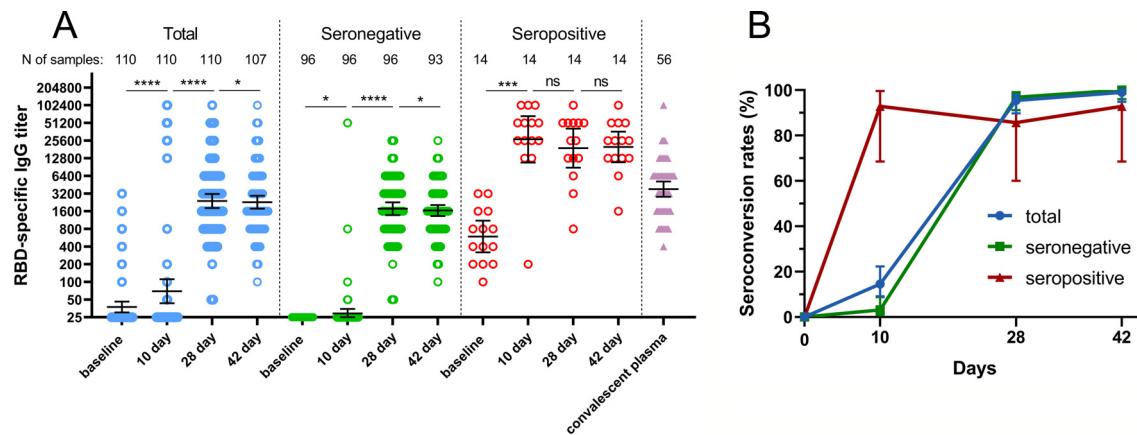 A
Total
Seronegative
Seropositive
N of samples: 110 110 110 107 96 96 96 93 14 14 14 14 56
**** **** * * **** * *** ns ns
RBD-specific IgG titer
204800
102400
51200
25600
12800
6400
3200
1600
800
400
200
100
50
25
baseline 10 day 28 day 42 day baseline 10 day 28 day 42 day baseline 10 day 28 day 42 day convalescent plasma
B
Seroconversion rates (%)
100
80
60
40
20
0
0 10 28 42
Days
total
seronegative
seropositive